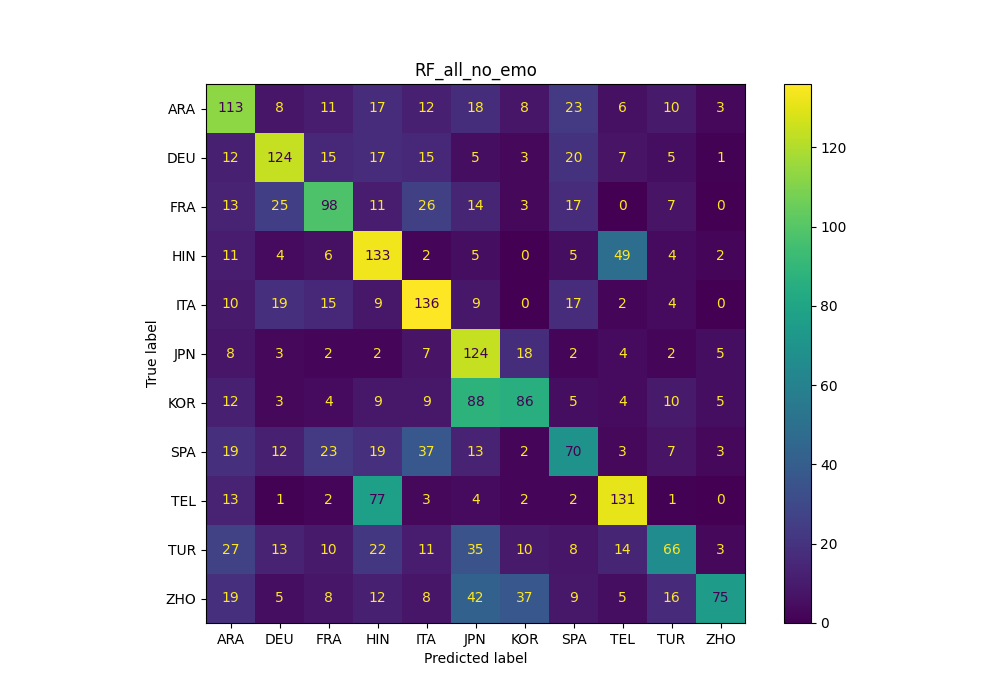 RF_all_no_emo
ARA 113 8 11 17 12 18 8 23 6 10 3
DEU 12 124 15 17 15 5 3 20 7 5 1
FRA 13 25 98 11 26 14 3 17 0 7 0
HIN 11 4 6 133 2 5 0 5 49 4 2
ITA 10 19 15 9 136 9 0 17 2 4 0
JPN 8 3 2 2 7 124 18 2 4 2 5
KOR 12 3 4 9 9 88 86 5 4 10 5
SPA 19 12 23 19 37 13 2 70 3 7 3
TEL 13 1 2 77 3 4 2 2 131 1 0
TUR 27 13 10 22 11 35 10 8 14 66 3
ZHO 19 5 8 12 8 42 37 9 5 16 75
ARA DEU FRA HIN ITA JPN KOR SPA TEL TUR ZHO
Predicted label
True label
120
100
80
60
40
20
0